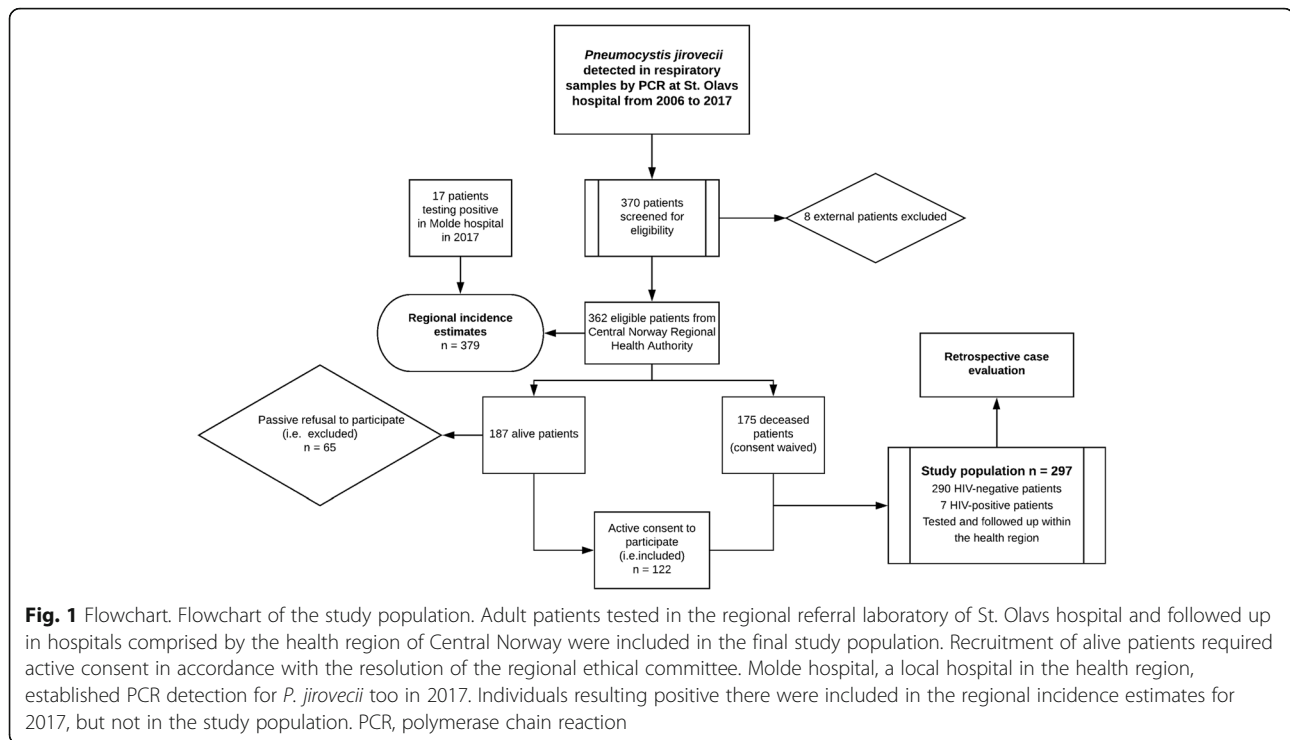 Pneumocystis jirovecii
detected in respiratory
samples by PCR at St. Olavs
hospital from 2006 to 2017
17 patients
testing positive
in Molde hospital
in 2017
370 patients
screened for
eligibility
8 external patients excluded
Regional incidence
estimates
n = 379
362 eligible patients from
Central Norway Regional
Health Authority
Retrospective case
evaluation
Passive refusal to participate
(i.e. excluded)
n = 65
187 alive patients
175 deceased
patients
(consent waived)
Study population n = 297
290 HIV-negative patients
7 HIV-positive patients
Tested and followed up within
the health region
Active consent to
participate
(i.e.included)
n = 122
Fig. 1 Flowchart. Flowchart of the study population. Adult patients tested in the regional referral laboratory of St. Olavs hospital and followed up
in hospitals comprised by the health region of Central Norway were included in the final study population. Recruitment of alive patients required
active consent in accordance with the resolution of the regional ethical committee. Molde hospital, a local hospital in the health region,
established PCR detection for P. jirovecii too in 2017. Individuals resulting positive there were included in the regional incidence estimates for
2017, but not in the study population. PCR, polymerase chain reaction